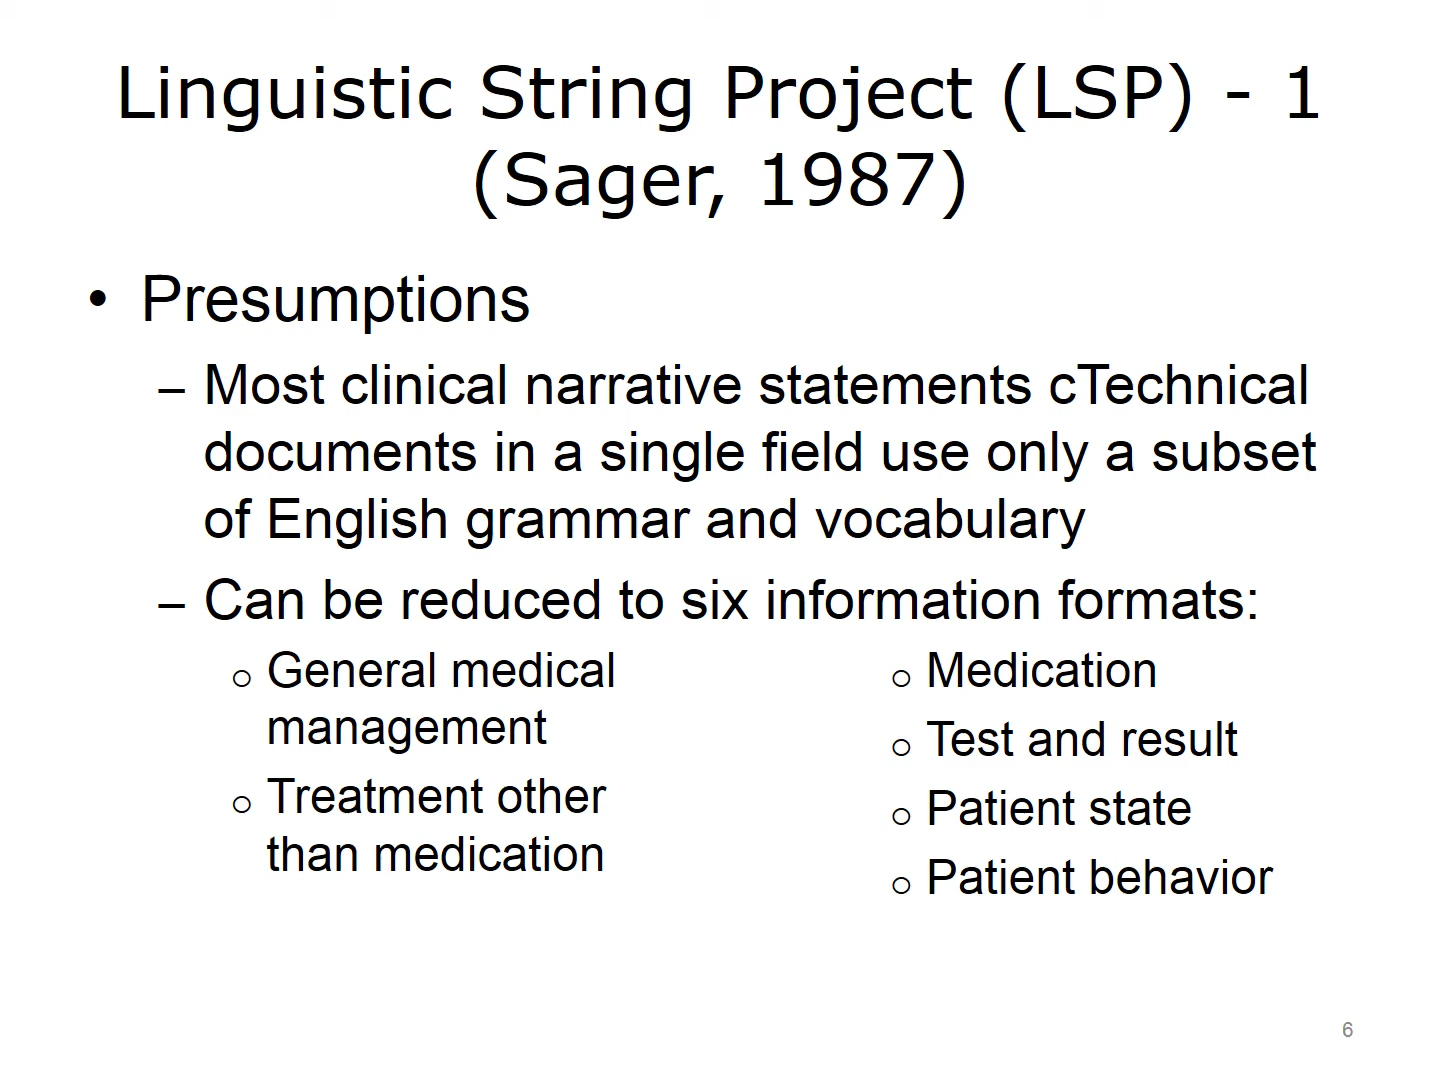 Linguistic String Project (LSP) - 1
(Sager, 1987)
• Presumptions
– Most clinical narrative statements cTechnical
documents in a single field use only a subset
of English grammar and vocabulary
– Can be reduced to six information formats:
o General medical
management
o Treatment other
than medication
o Medication
o Test and result
o Patient state
o Patient behavior
6